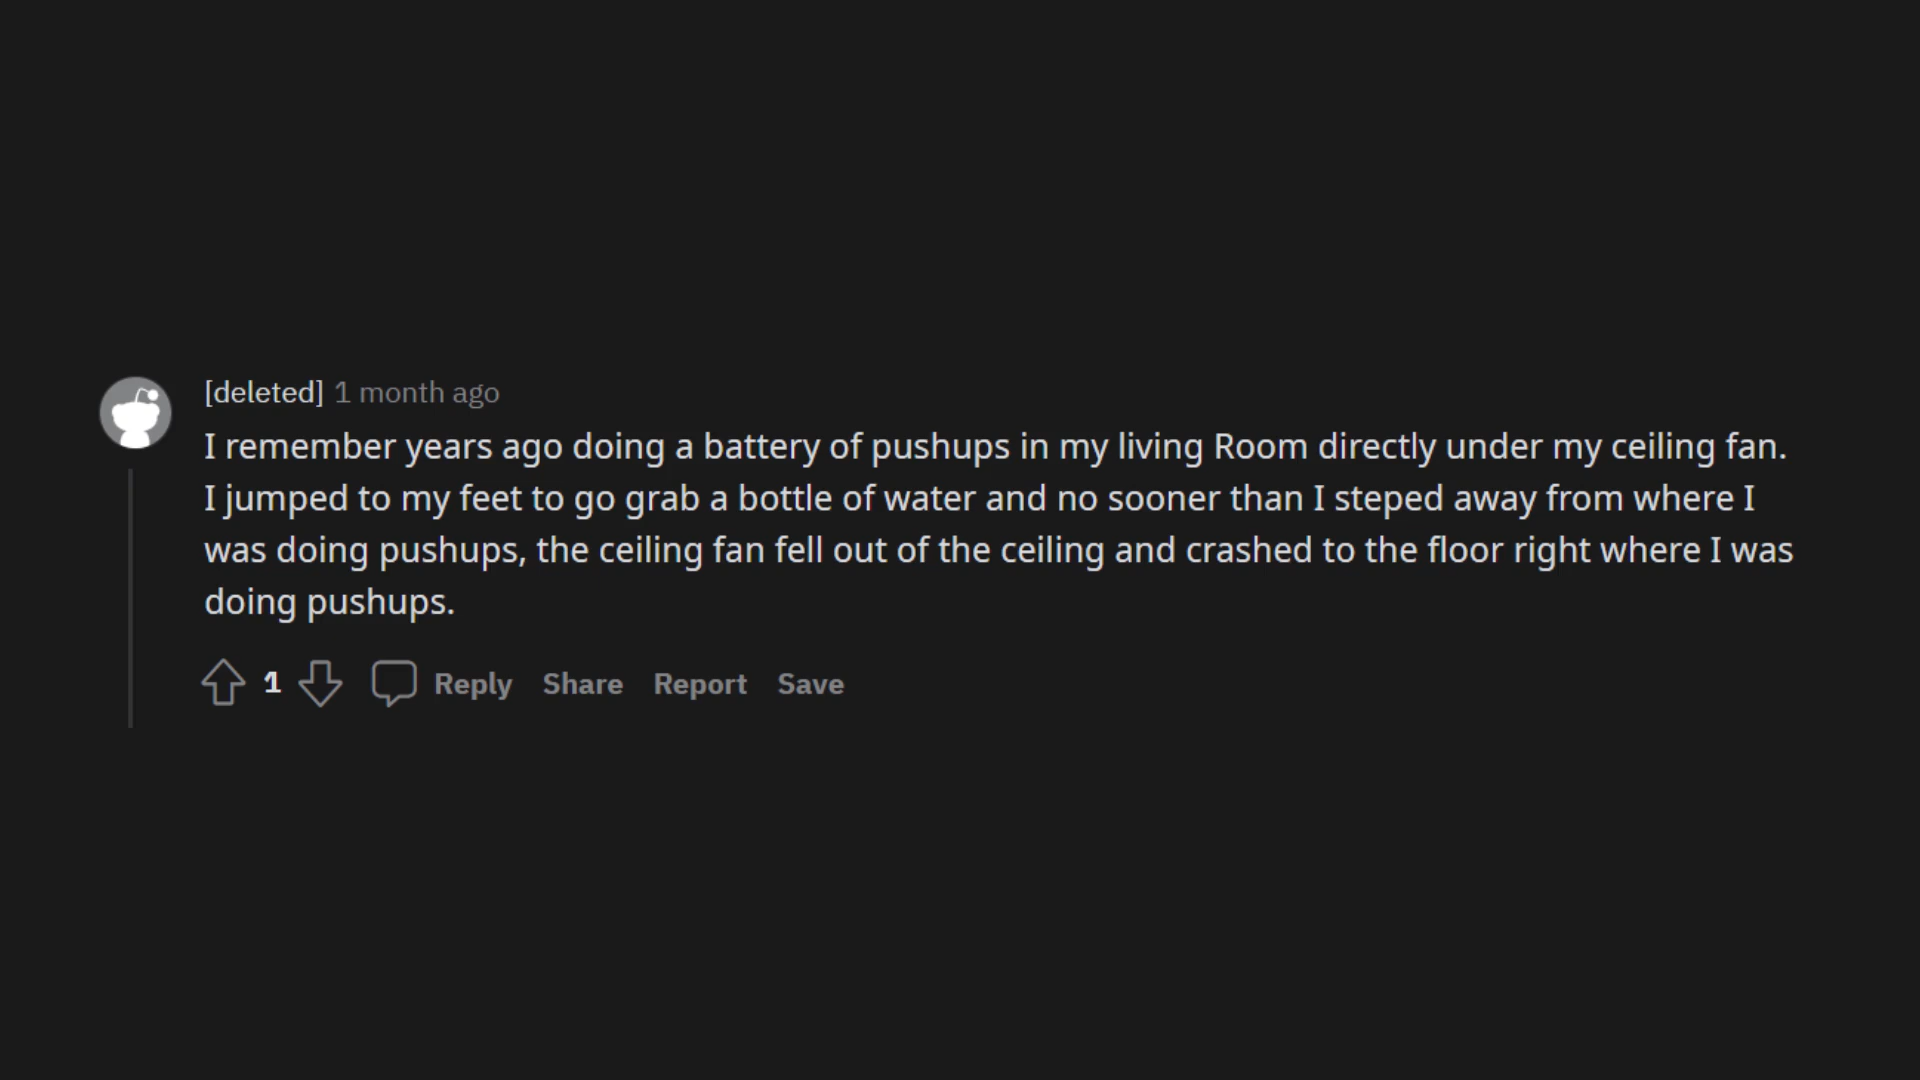 [deleted] 1 month ago
I remember years ago doing a battery of pushups in my living Room directly under my ceiling fan.
I jumped to my feet to go grab a bottle of water and no sooner than I steped away from where I
was doing pushups, the ceiling fan fell out of the ceiling and crashed to the floor right where I was
doing pushups.
1 Reply Share Report Save